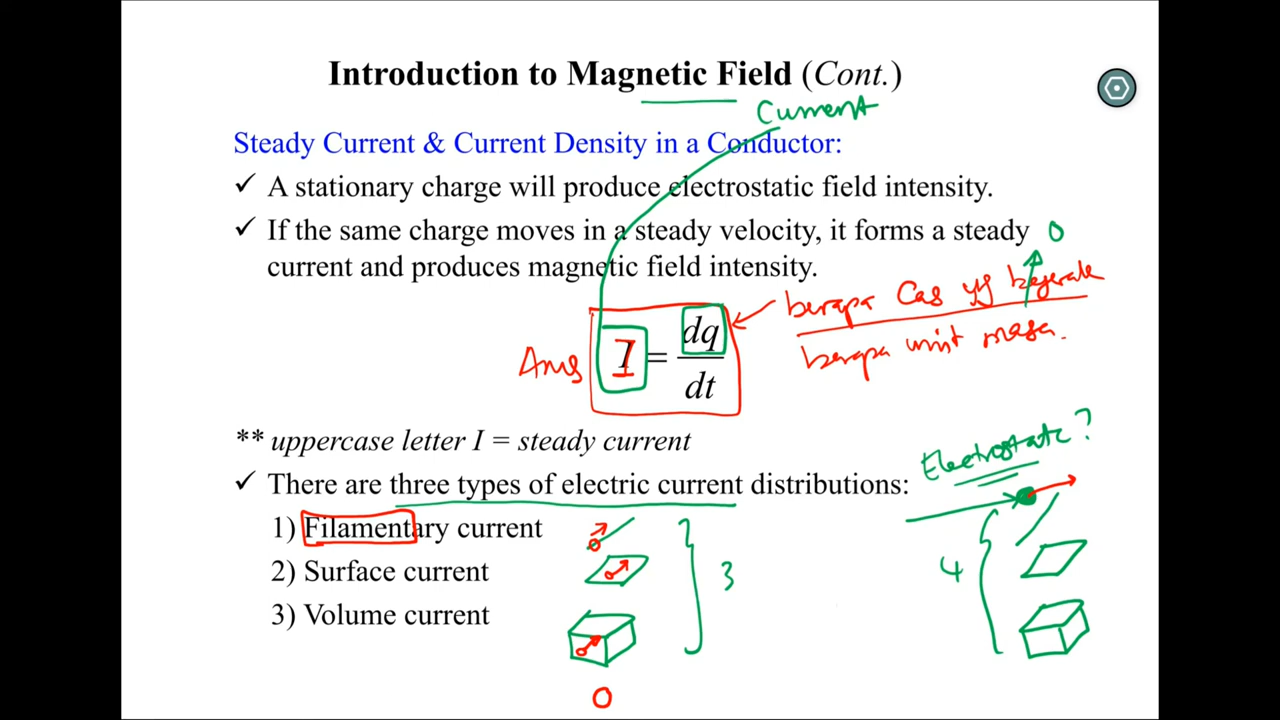 Introduction to Magnetic Field (Cont.)
Current
Steady Current & Current Density in a Conductor:
✓ A stationary charge will produce electrostatic field intensity.
✓ If the same charge moves in a steady velocity, it forms a steady
current and produces magnetic field intensity.
berapa Cas yg bergerak
berapa unit masa.
Ans I = dq
dt
** uppercase letter I = steady current
Electrostatic?
✓ There are three types of electric current distributions:
1) Filamentary current
2) Surface current
3) Volume current
3
4